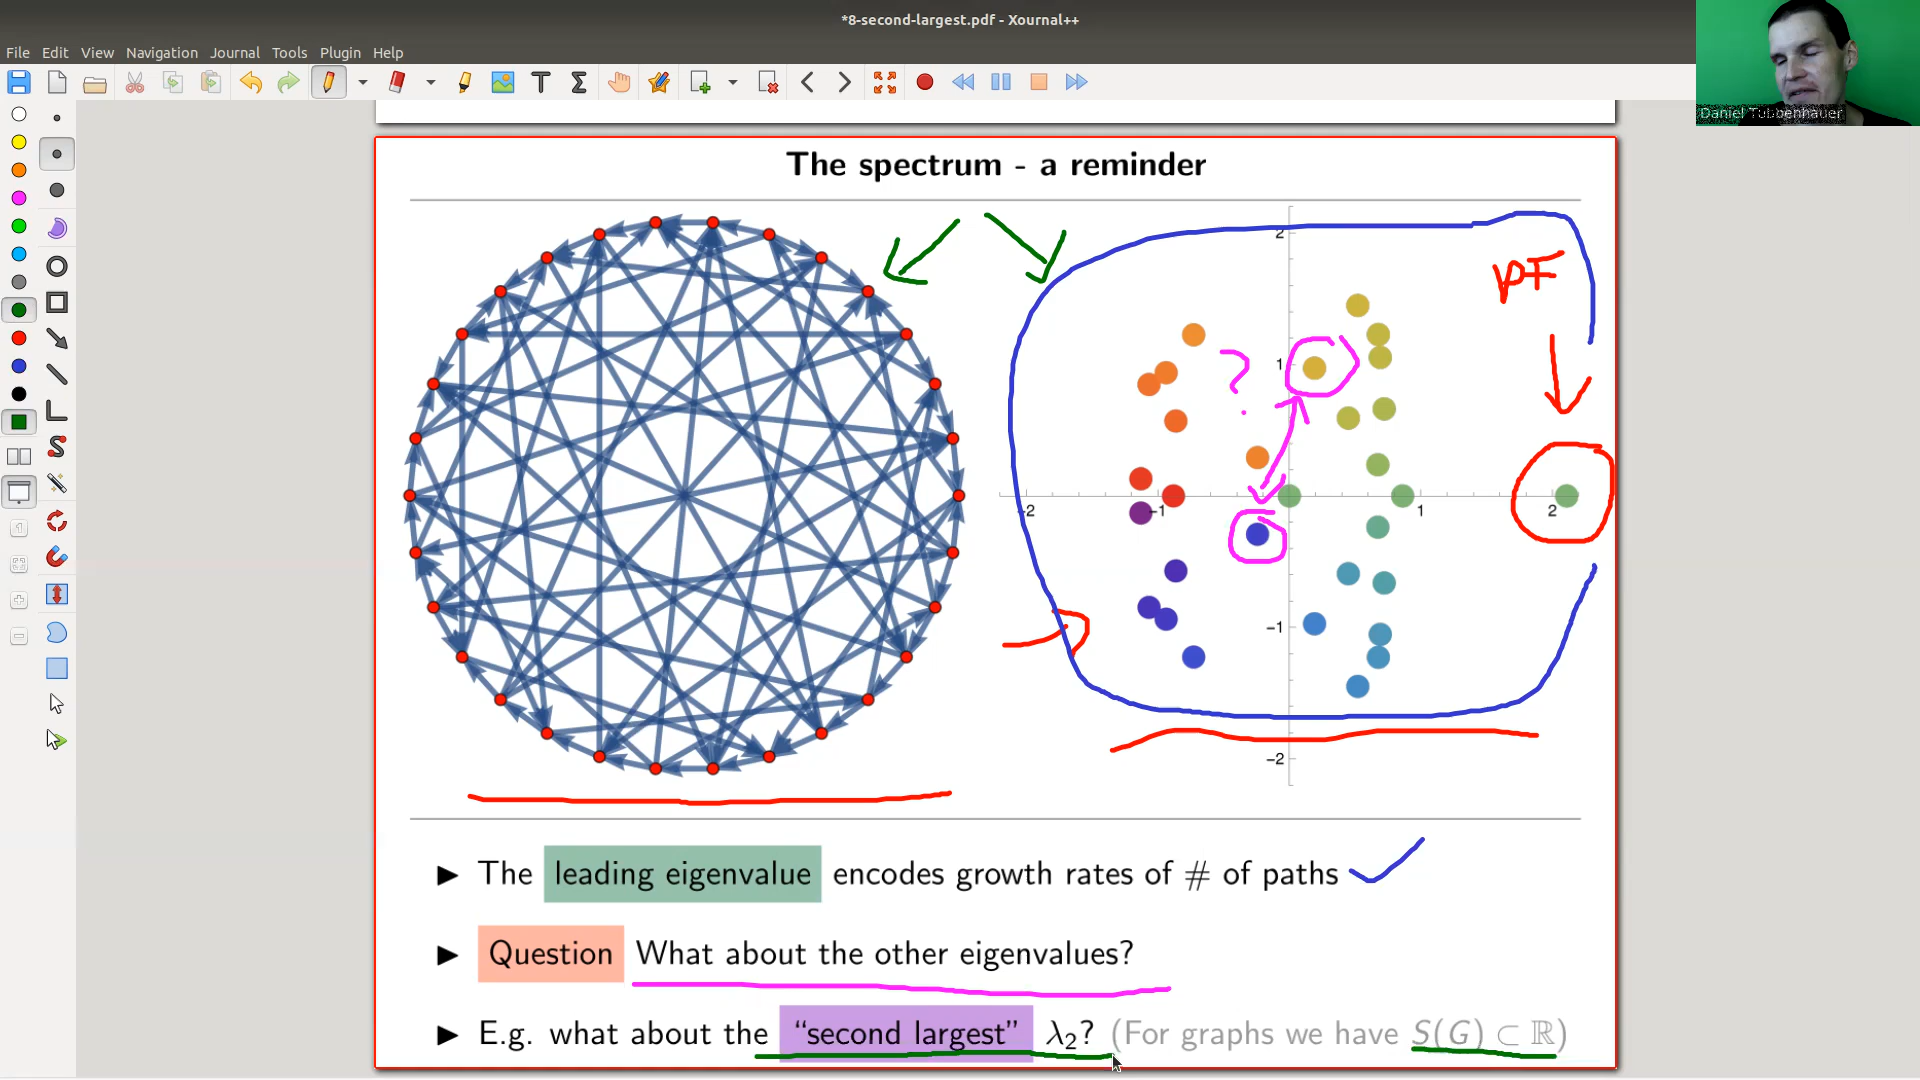 *8-second-largest.pdf - Xournal++
File Edit View Navigation Journal Tools Plugin Help
Daniel Tubbenhauer
The spectrum - a reminder
2
PF
1
?
-2 -1 1 2
-1
-2
► The leading eigenvalue encodes growth rates of # of paths
► Question What about the other eigenvalues?
► E.g. what about the “second largest” λ₂? (For graphs we have S(G) ⊂ ℝ)